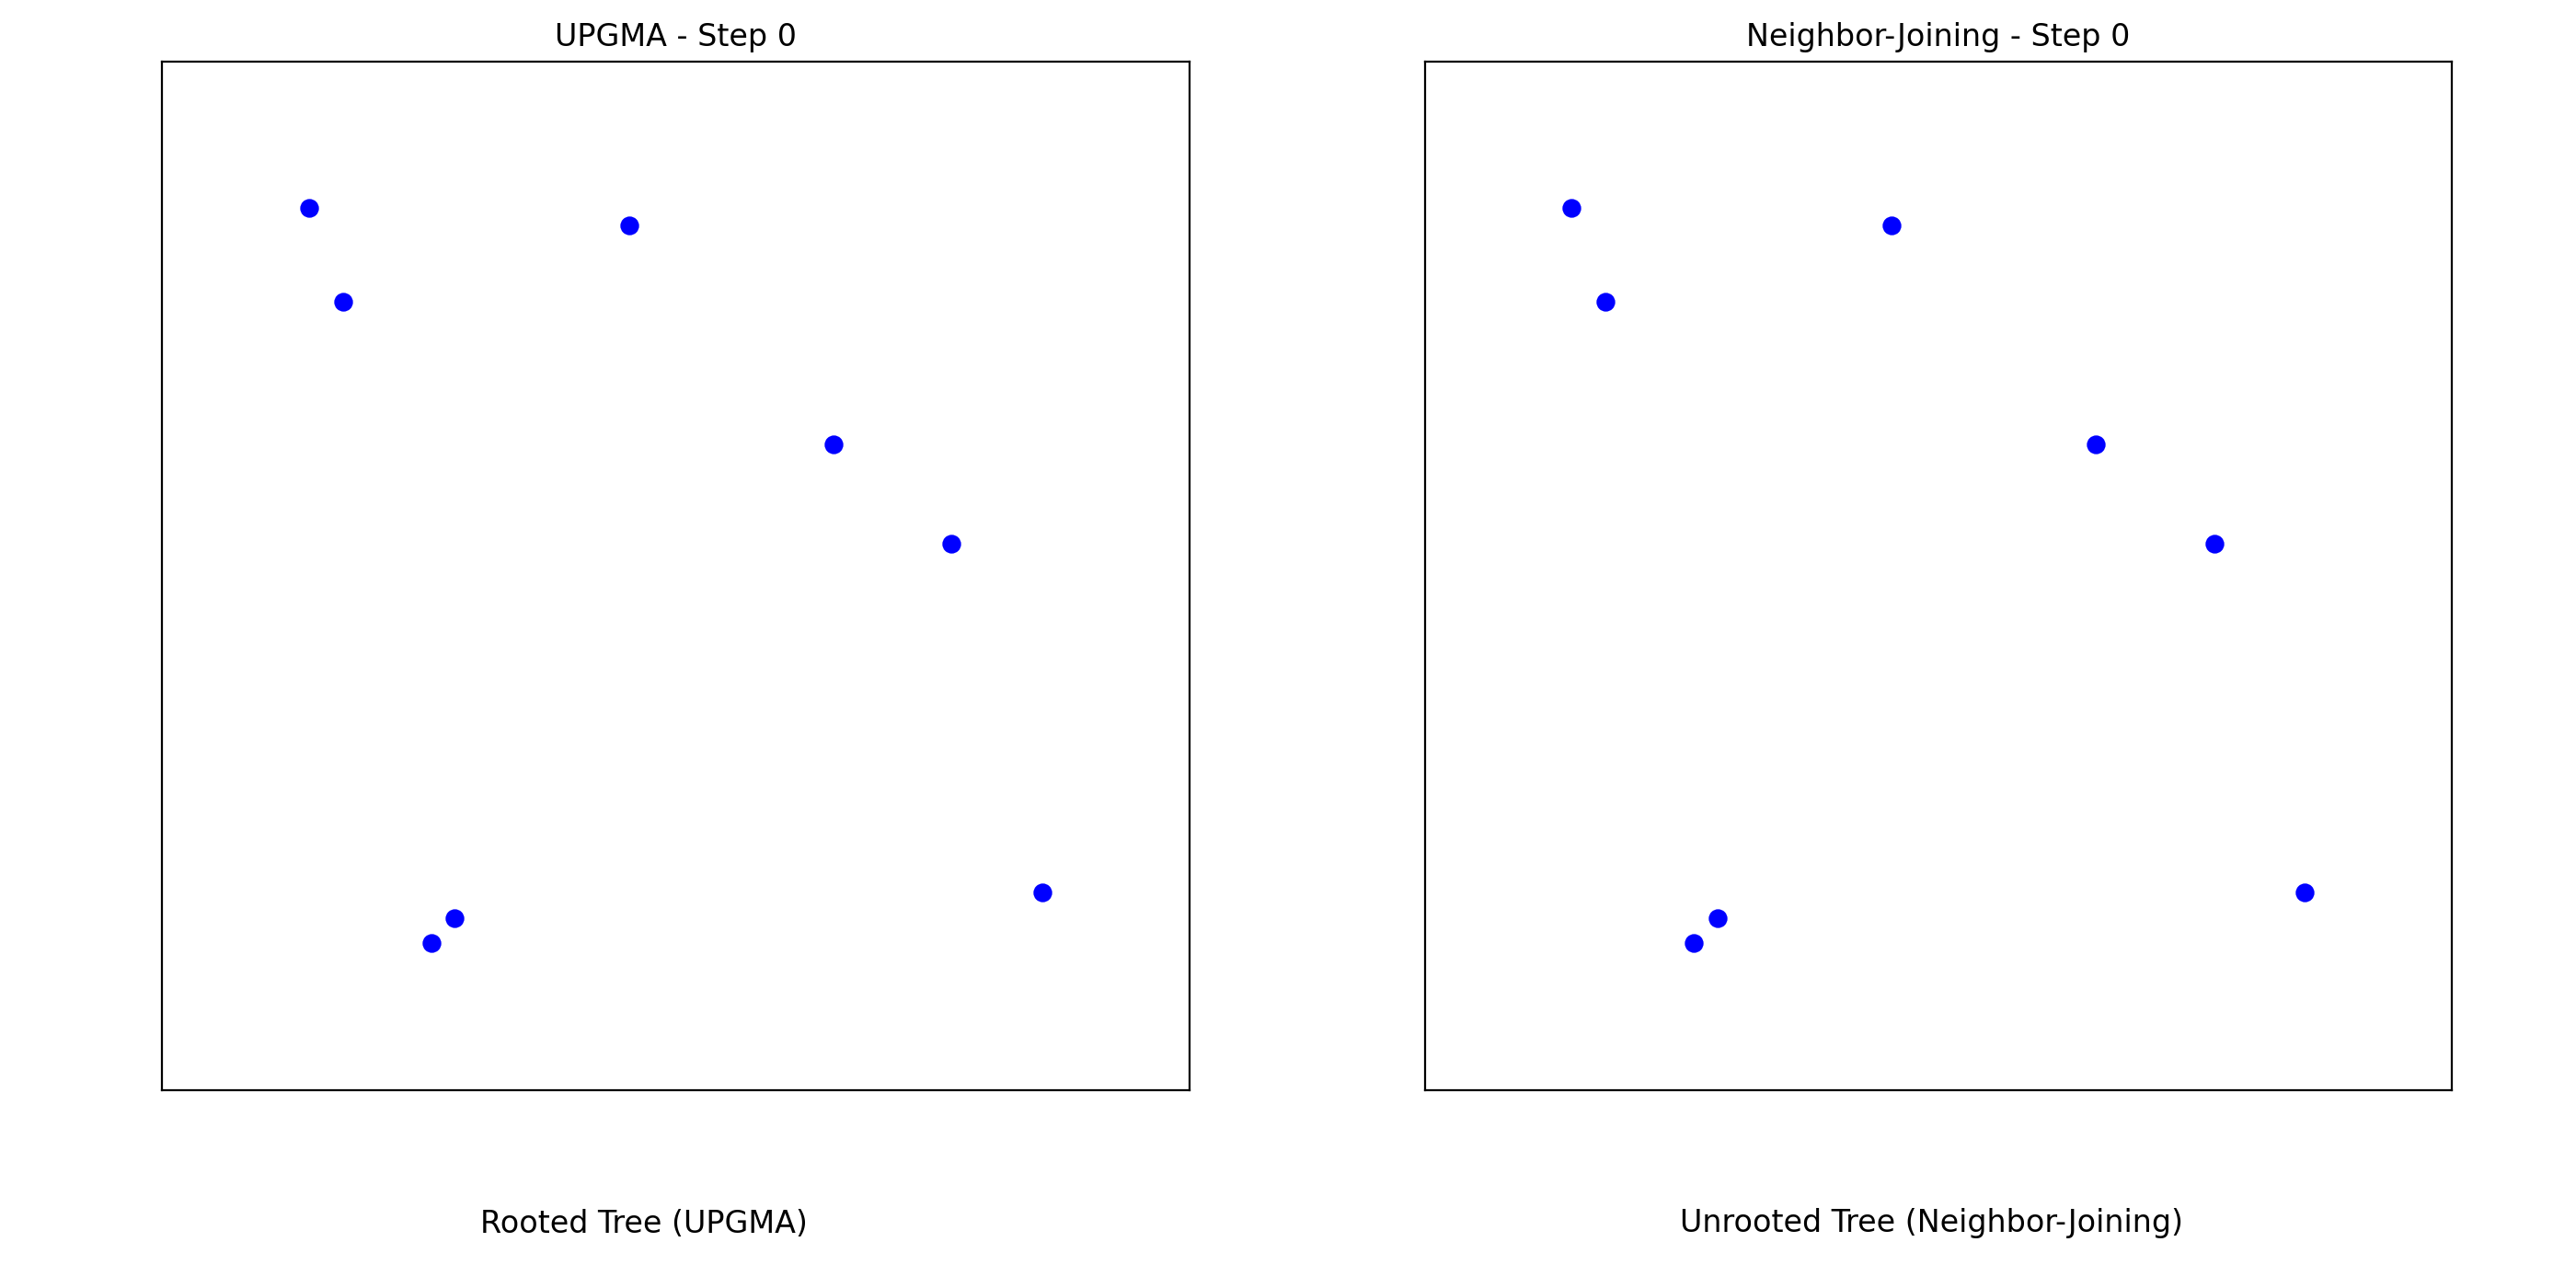 UPGMA - Step 0
Neighbor-Joining - Step 0
Rooted Tree (UPGMA)
Unrooted Tree (Neighbor-Joining)